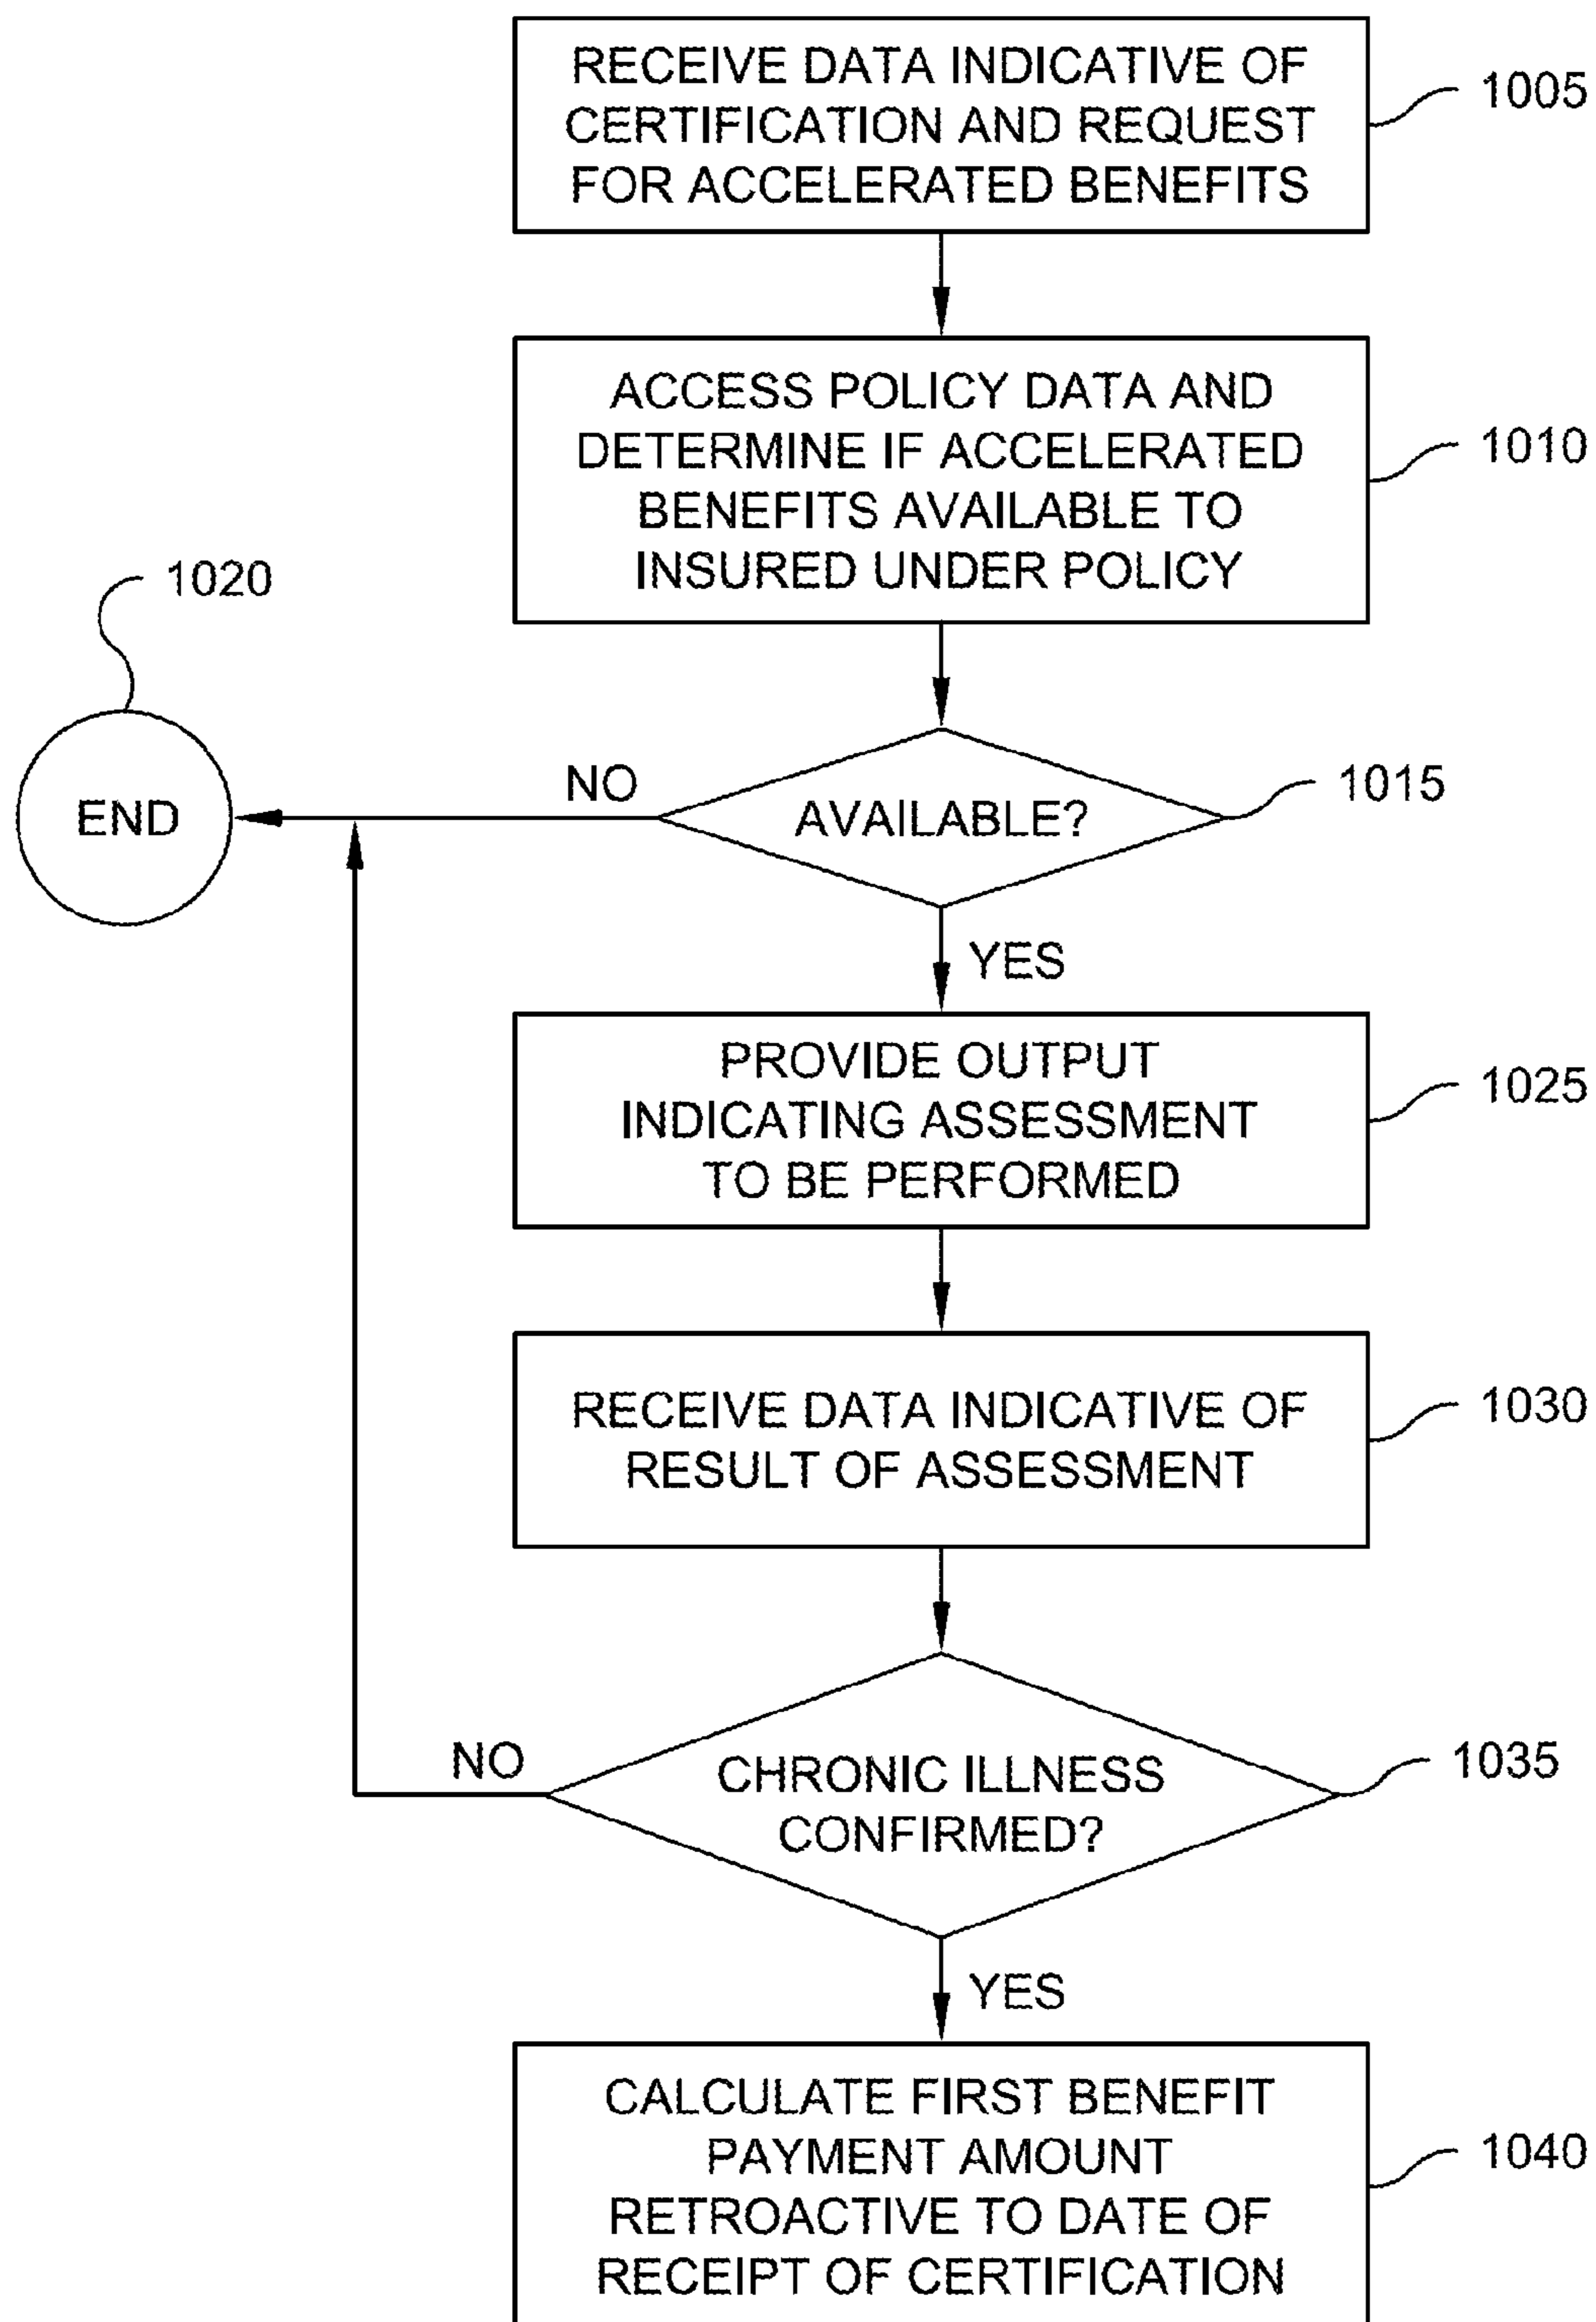 RECEIVE DATA INDICATIVE OF
CERTIFICATION AND REQUEST
FOR ACCELERATED BENEFITS
1005
ACCESS POLICY DATA AND
DETERMINE IF ACCELERATED
BENEFITS AVAILABLE TO
INSURED UNDER POLICY
1010
1020
END
NO
AVAILABLE?
1015
YES
PROVIDE OUTPUT
INDICATING ASSESSMENT
TO BE PERFORMED
1025
RECEIVE DATA INDICATIVE OF
RESULT OF ASSESSMENT
1030
NO
CHRONIC ILLNESS
CONFIRMED?
1035
YES
CALCULATE FIRST BENEFIT
PAYMENT AMOUNT
RETROACTIVE TO DATE OF
RECEIPT OF CERTIFICATION
1040